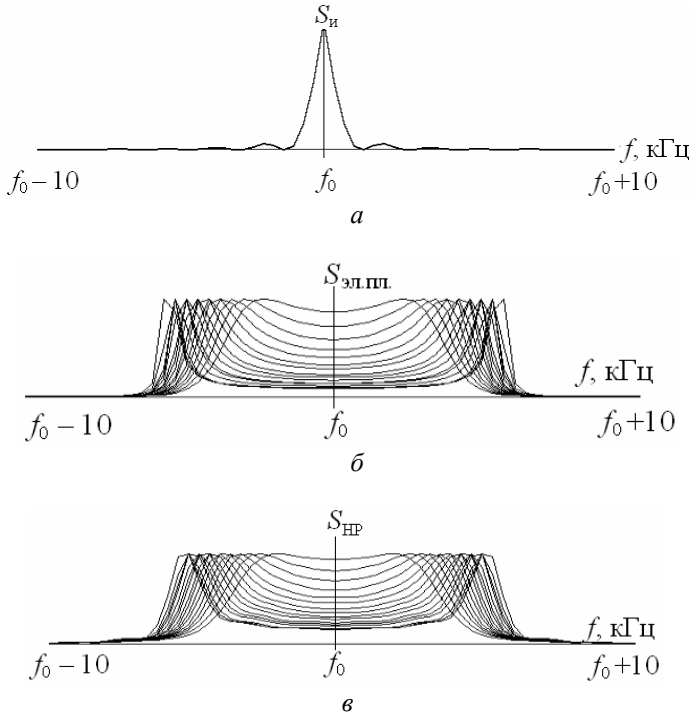 Sи
f, кГц
f₀ – 10 f₀ f₀+10
а
Sэл.пл.
f, кГц
f₀ – 10 f₀ f₀+10
б
SНР
f, кГц
f₀ – 10 f₀ f₀+10
в